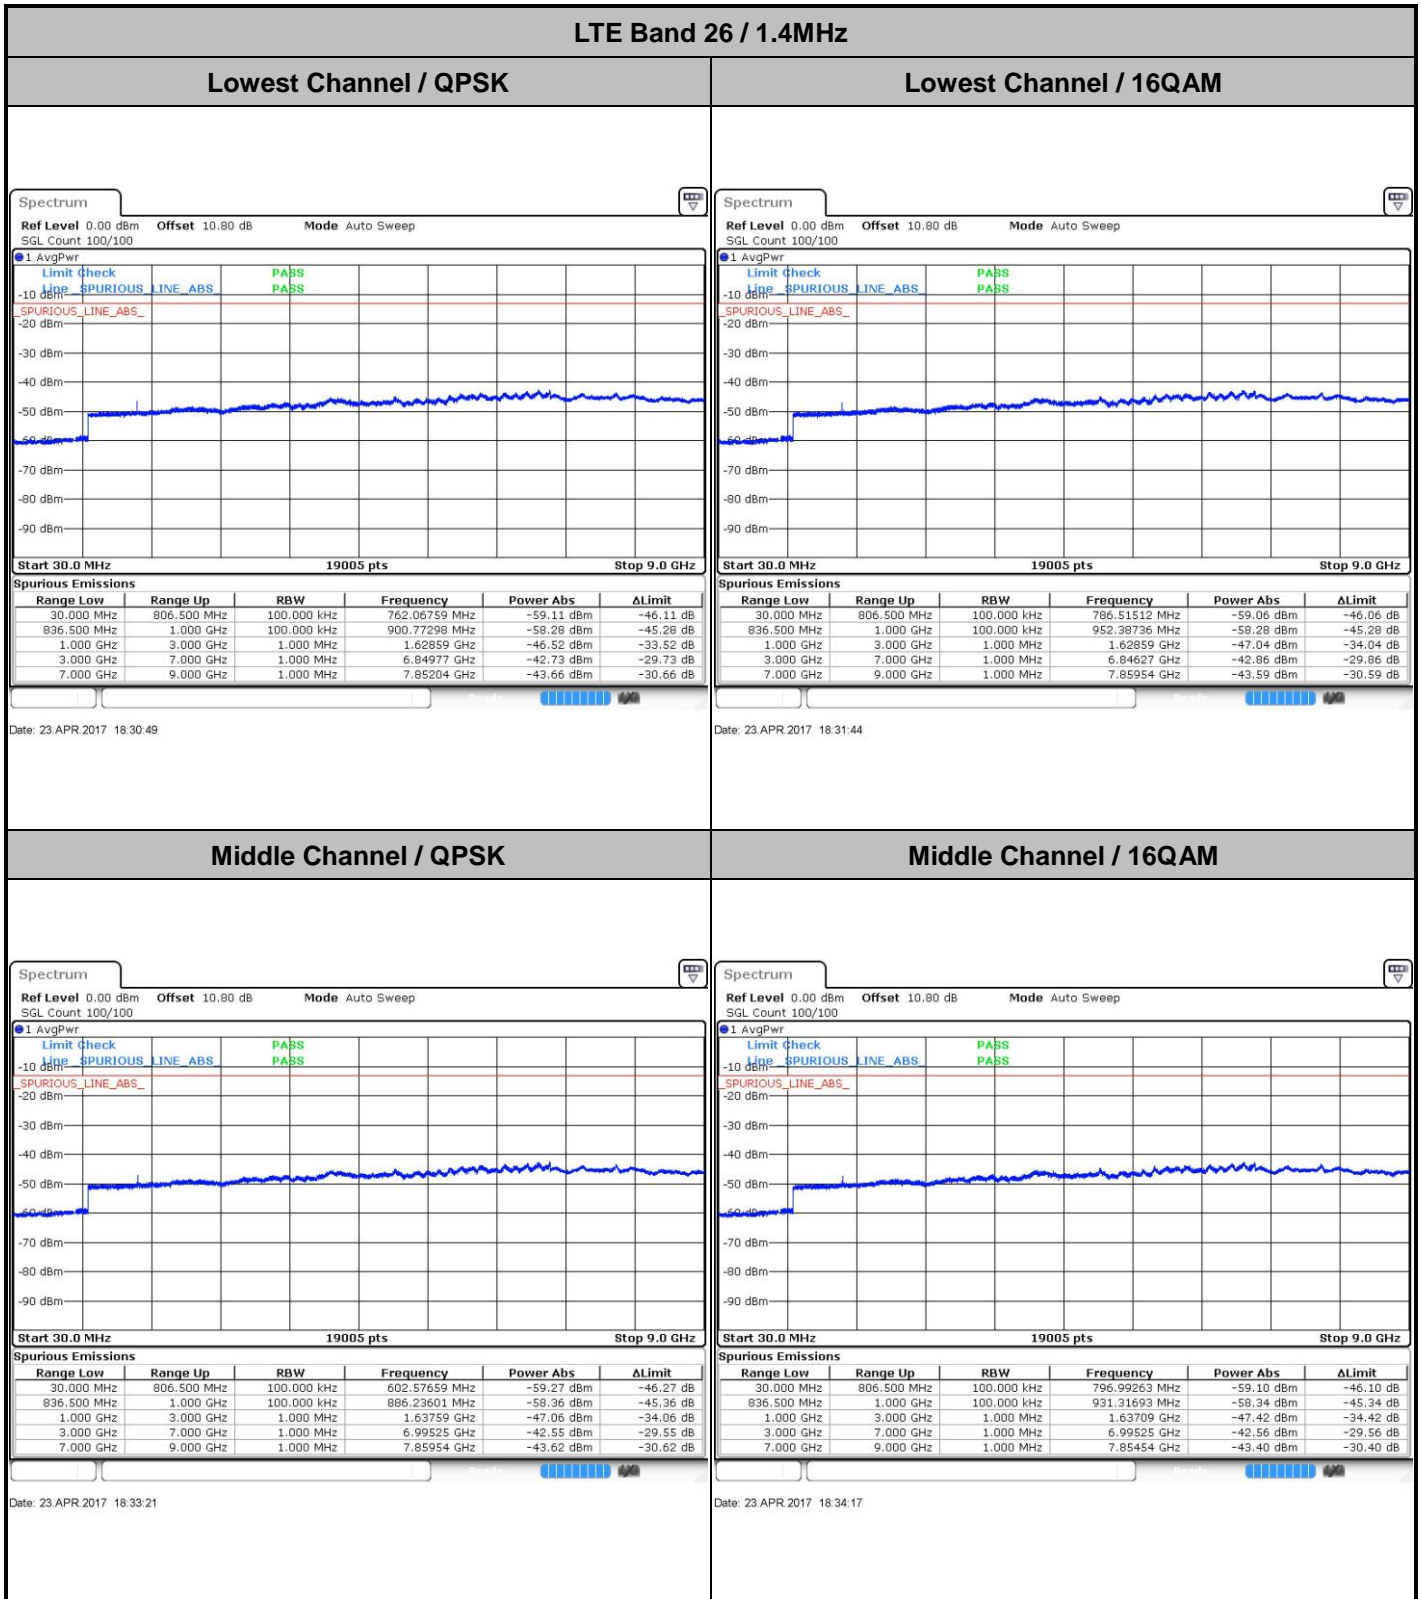 LTE Band 26 / 1.4MHz
Lowest Channel / QPSK
Lowest Channel / 16QAM
Spectrum
Ref Level 0.00 dBm Offset 10.80 dB Mode Auto Sweep
SGL Count 100/100
1 AvgPwr
Limit Check PASS
Line _SPURIOUS_LINE_ABS_ PASS
-10 dBm
_SPURIOUS_LINE_ABS_
-20 dBm
-30 dBm
-40 dBm
-50 dBm
-60 dBm
-70 dBm
-80 dBm
-90 dBm
Start 30.0 MHz 19005 pts Stop 9.0 GHz
Spurious Emissions
Range Low Range Up RBW Frequency Power Abs ΔLimit
30.000 MHz 806.500 MHz 100.000 kHz 762.06759 MHz -59.11 dBm -46.11 dB
836.500 MHz 1.000 GHz 100.000 kHz 900.77298 MHz -58.28 dBm -45.28 dB
1.000 GHz 3.000 GHz 1.000 MHz 1.62859 GHz -46.52 dBm -33.52 dB
3.000 GHz 7.000 GHz 1.000 MHz 6.84977 GHz -42.73 dBm -29.73 dB
7.000 GHz 9.000 GHz 1.000 MHz 7.85204 GHz -43.66 dBm -30.66 dB
Date: 23.APR.2017 18:30:49
Spectrum
Ref Level 0.00 dBm Offset 10.80 dB Mode Auto Sweep
SGL Count 100/100
1 AvgPwr
Limit Check PASS
Line _SPURIOUS_LINE_ABS_ PASS
-10 dBm
_SPURIOUS_LINE_ABS_
-20 dBm
-30 dBm
-40 dBm
-50 dBm
-60 dBm
-70 dBm
-80 dBm
-90 dBm
Start 30.0 MHz 19005 pts Stop 9.0 GHz
Spurious Emissions
Range Low Range Up RBW Frequency Power Abs ΔLimit
30.000 MHz 806.500 MHz 100.000 kHz 786.51512 MHz -59.06 dBm -46.06 dB
836.500 MHz 1.000 GHz 100.000 kHz 952.38736 MHz -58.28 dBm -45.28 dB
1.000 GHz 3.000 GHz 1.000 MHz 1.62859 GHz -47.04 dBm -34.04 dB
3.000 GHz 7.000 GHz 1.000 MHz 6.84627 GHz -42.86 dBm -29.86 dB
7.000 GHz 9.000 GHz 1.000 MHz 7.85954 GHz -43.59 dBm -30.59 dB
Date: 23.APR.2017 18:31:44
Middle Channel / QPSK
Middle Channel / 16QAM
Spectrum
Ref Level 0.00 dBm Offset 10.80 dB Mode Auto Sweep
SGL Count 100/100
1 AvgPwr
Limit Check PASS
Line _SPURIOUS_LINE_ABS_ PASS
-10 dBm
_SPURIOUS_LINE_ABS_
-20 dBm
-30 dBm
-40 dBm
-50 dBm
-60 dBm
-70 dBm
-80 dBm
-90 dBm
Start 30.0 MHz 19005 pts Stop 9.0 GHz
Spurious Emissions
Range Low Range Up RBW Frequency Power Abs ΔLimit
30.000 MHz 806.500 MHz 100.000 kHz 602.57659 MHz -59.27 dBm -46.27 dB
836.500 MHz 1.000 GHz 100.000 kHz 886.23601 MHz -58.36 dBm -45.36 dB
1.000 GHz 3.000 GHz 1.000 MHz 1.63759 GHz -47.06 dBm -34.06 dB
3.000 GHz 7.000 GHz 1.000 MHz 6.99525 GHz -42.55 dBm -29.55 dB
7.000 GHz 9.000 GHz 1.000 MHz 7.85954 GHz -43.62 dBm -30.62 dB
Date: 23.APR.2017 18:33:21
Spectrum
Ref Level 0.00 dBm Offset 10.80 dB Mode Auto Sweep
SGL Count 100/100
1 AvgPwr
Limit Check PASS
Line _SPURIOUS_LINE_ABS_ PASS
-10 dBm
_SPURIOUS_LINE_ABS_
-20 dBm
-30 dBm
-40 dBm
-50 dBm
-60 dBm
-70 dBm
-80 dBm
-90 dBm
Start 30.0 MHz 19005 pts Stop 9.0 GHz
Spurious Emissions
Range Low Range Up RBW Frequency Power Abs ΔLimit
30.000 MHz 806.500 MHz 100.000 kHz 796.99263 MHz -59.10 dBm -46.10 dB
836.500 MHz 1.000 GHz 100.000 kHz 931.31693 MHz -58.34 dBm -45.34 dB
1.000 GHz 3.000 GHz 1.000 MHz 1.63709 GHz -47.42 dBm -34.42 dB
3.000 GHz 7.000 GHz 1.000 MHz 6.99525 GHz -42.56 dBm -29.56 dB
7.000 GHz 9.000 GHz 1.000 MHz 7.85454 GHz -43.40 dBm -30.40 dB
Date: 23.APR.2017 18:34:17